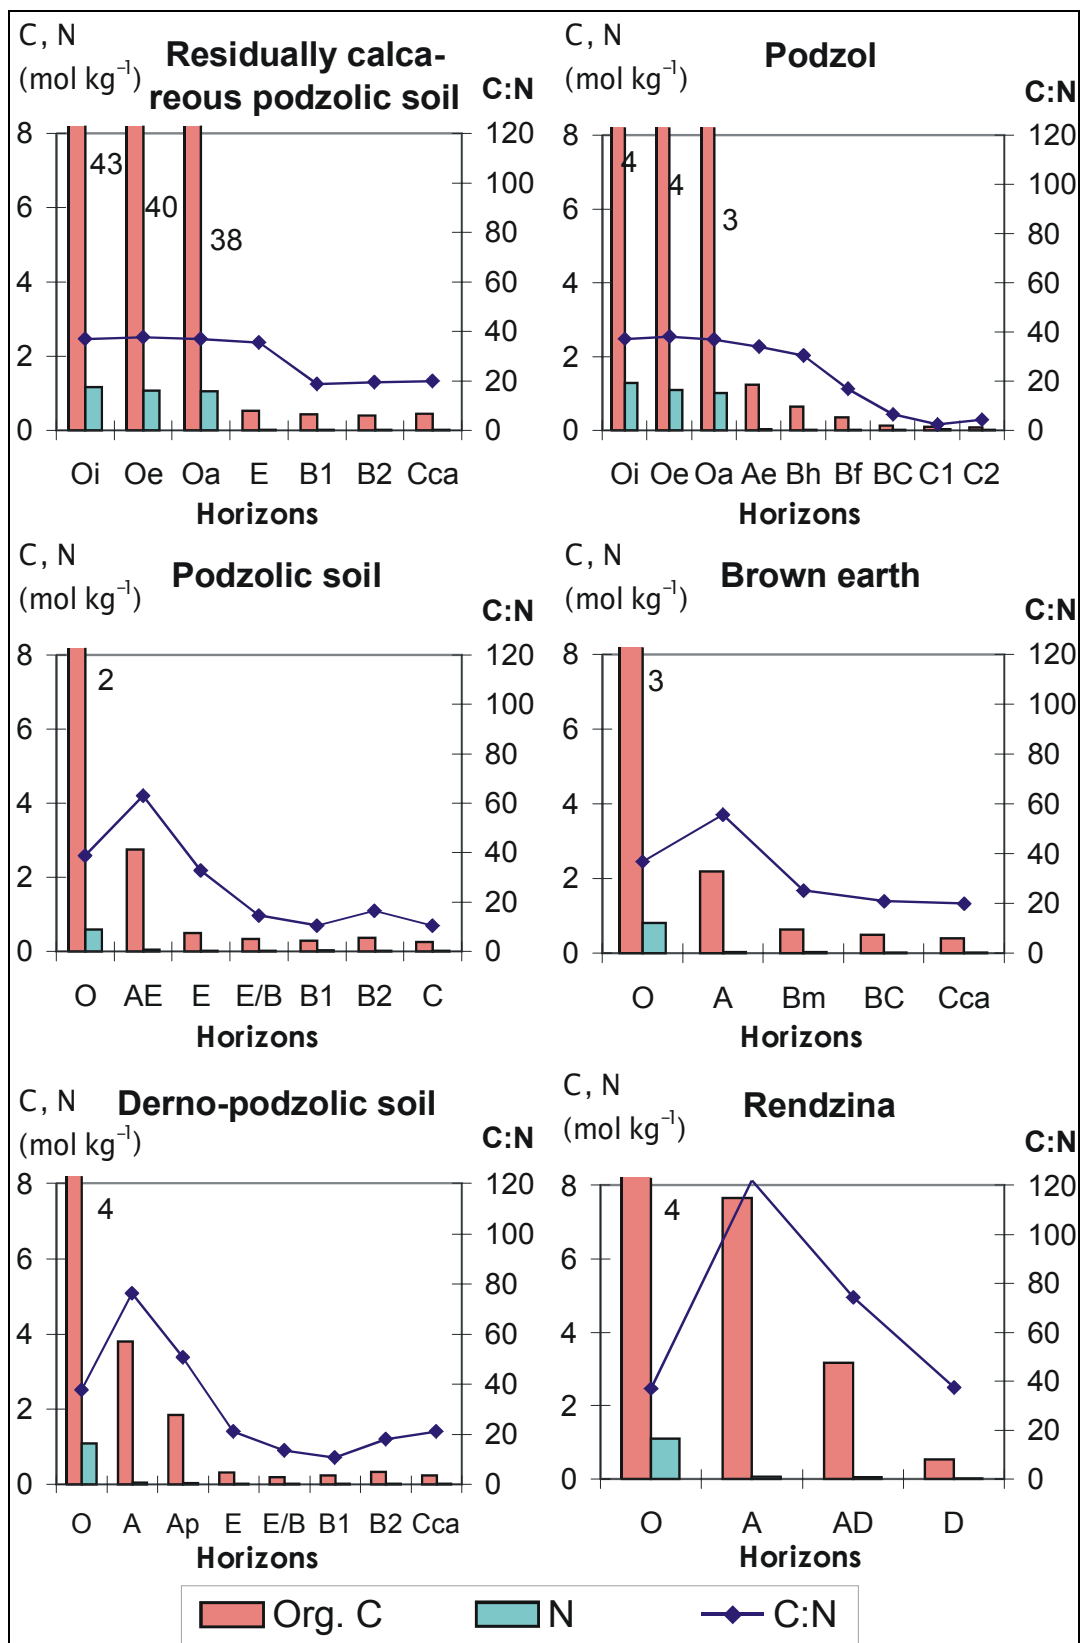 C, N
(mol kg⁻¹)
Residually calca-
reous podzolic soil
C:N
8
6
4
2
0
120
100
80
60
40
20
0
43
40
38
Oi Oe Oa E B1 B2 Cca
Horizons
C, N
(mol kg⁻¹)
Podzol
C:N
8
6
4
2
0
120
100
80
60
40
20
0
4
4
3
Oi Oe Oa Ae Bh Bf BC C1 C2
Horizons
C, N
(mol kg⁻¹)
Podzolic soil
C:N
8
6
4
2
0
120
100
80
60
40
20
0
2
O AE E E/B B1 B2 C
Horizons
C, N
(mol kg⁻¹)
Brown earth
C:N
8
6
4
2
0
120
100
80
60
40
20
0
3
O A Bm BC Cca
Horizons
C, N
(mol kg⁻¹)
Derno-podzolic soil
C:N
8
6
4
2
0
120
100
80
60
40
20
0
4
O A Ap E E/B B1 B2 Cca
Horizons
C, N
(mol kg⁻¹)
Rendzina
C:N
8
6
4
2
0
120
100
80
60
40
20
0
4
O A AD D
Horizons
Org. C N C:N